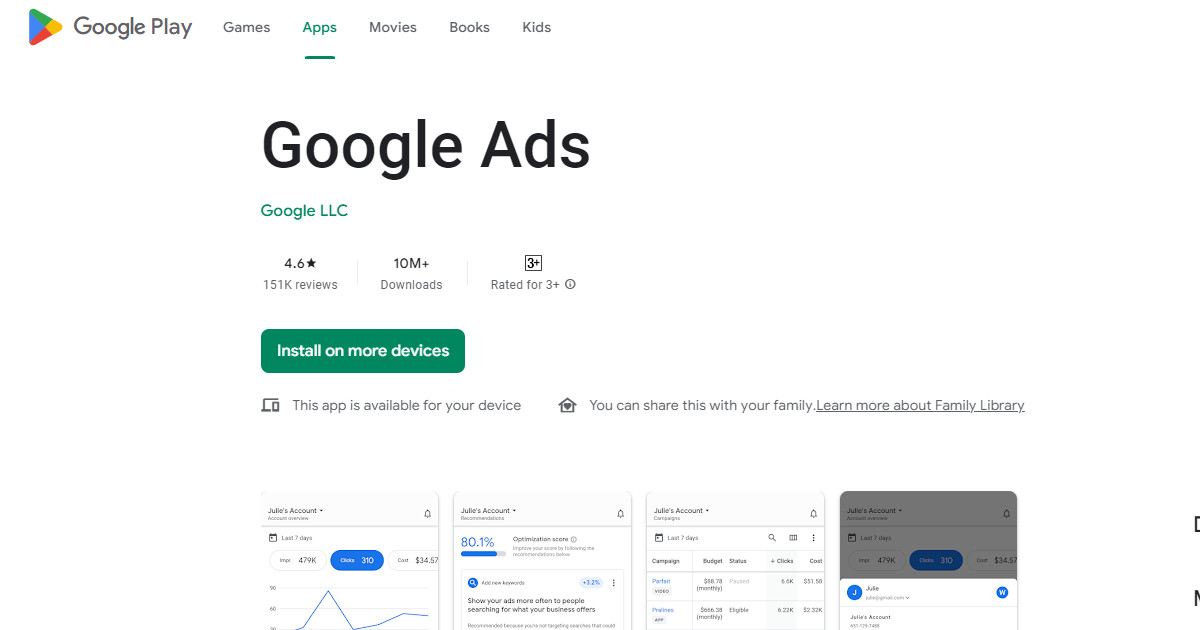 Google Play Games Apps Movies Books Kids
Google Ads
Google LLC
4.6★ 10M+ 3+
151K reviews Downloads Rated for 3+
Install on more devices
This app is available for your device You can share this with your family. Learn more about Family Library
Julie's Account
Account overview
Last 7 days
Impr 479K Clicks 310 Cost $34.57
90
60
30
Julie's Account
Recommendations
80.1% Optimization score
Improve your score by following the
recommendations below
Add new keywords +3.2%
Show your ads more often to people
searching for what your business offers
Recommended because you're not targeting searches that could
Julie's Account
Campaigns
Last 7 days
Campaign Budget Status ↓ Clicks Cost
Parfait $88.78 Paused 6.6K $51.58
VIDEO (monthly)
Pralines $666.38 Eligible 6.22K $2.32K
APP (monthly)
Julie's Account
Account overview
Last 7 days
Impr 479K Clicks 310 Cost $34.57
J Julie W
julie@gmail.com
Julie's Account
651-129-7488